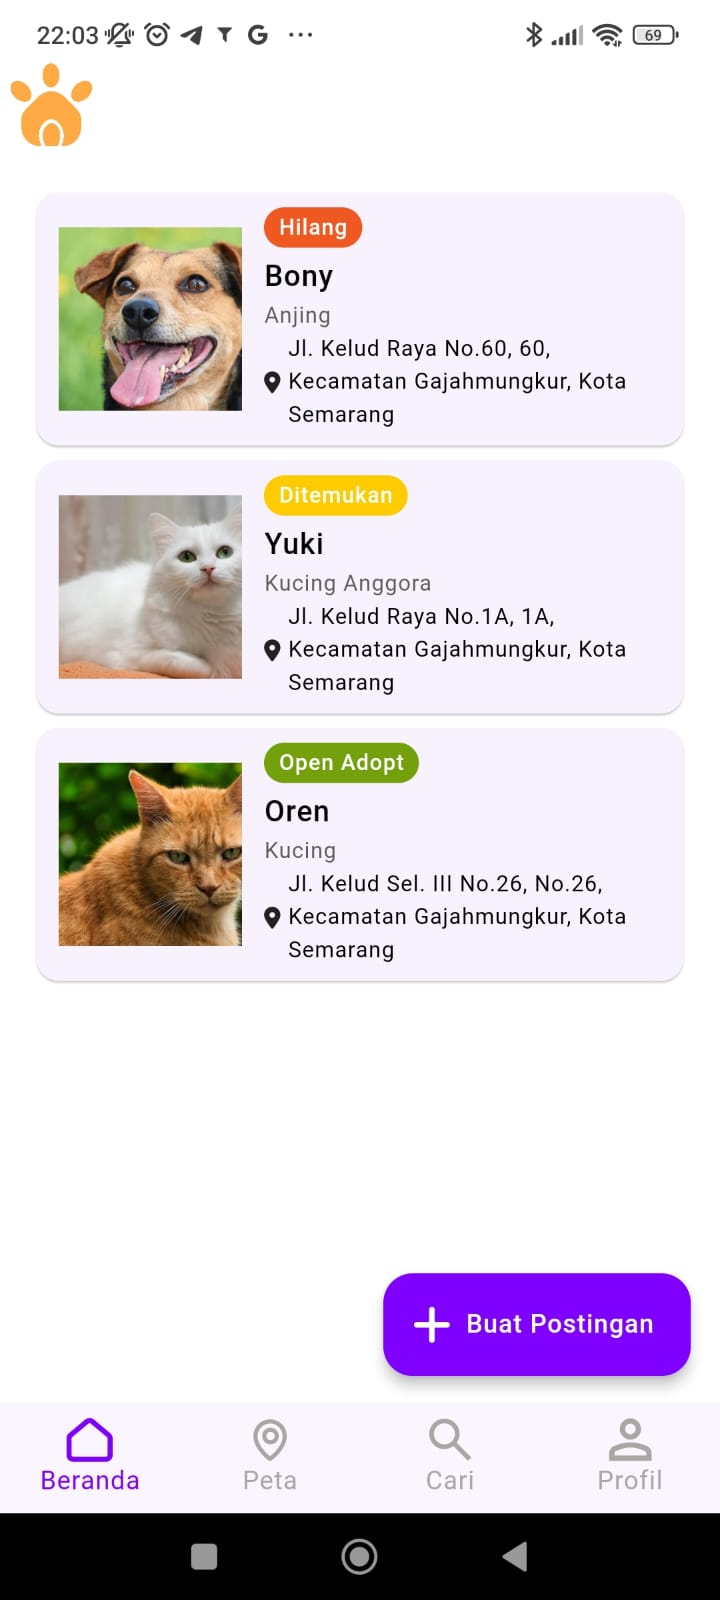 22:03
69
Hilang
Bony
Anjing
Jl. Kelud Raya No.60, 60,
Kecamatan Gajahmungkur, Kota
Semarang
Ditemukan
Yuki
Kucing Anggora
Jl. Kelud Raya No.1A, 1A,
Kecamatan Gajahmungkur, Kota
Semarang
Open Adopt
Oren
Kucing
Jl. Kelud Sel. III No.26, No.26,
Kecamatan Gajahmungkur, Kota
Semarang
Buat Postingan
Beranda
Peta
Cari
Profil